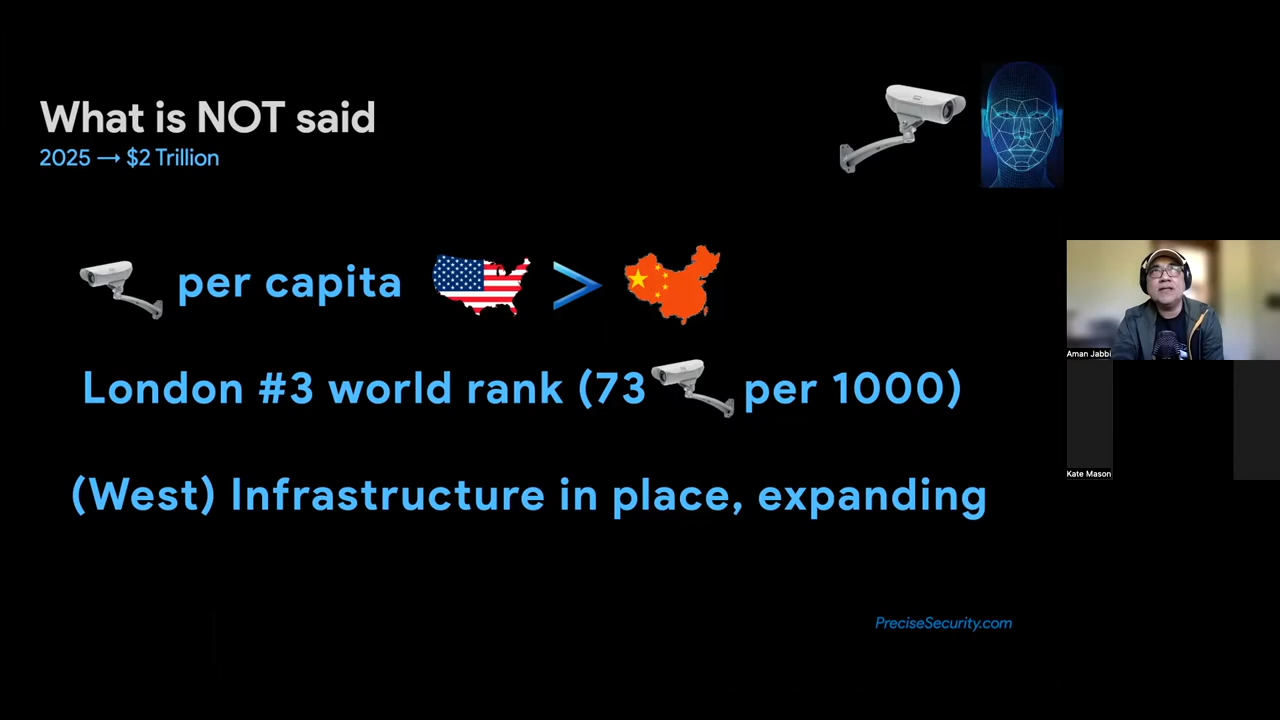 What is NOT said
2025 → $2 Trillion
per capita >
London #3 world rank (73 per 1000)
(West) Infrastructure in place, expanding
PreciseSecurity.com
Aman Jabbi
Kate Mason